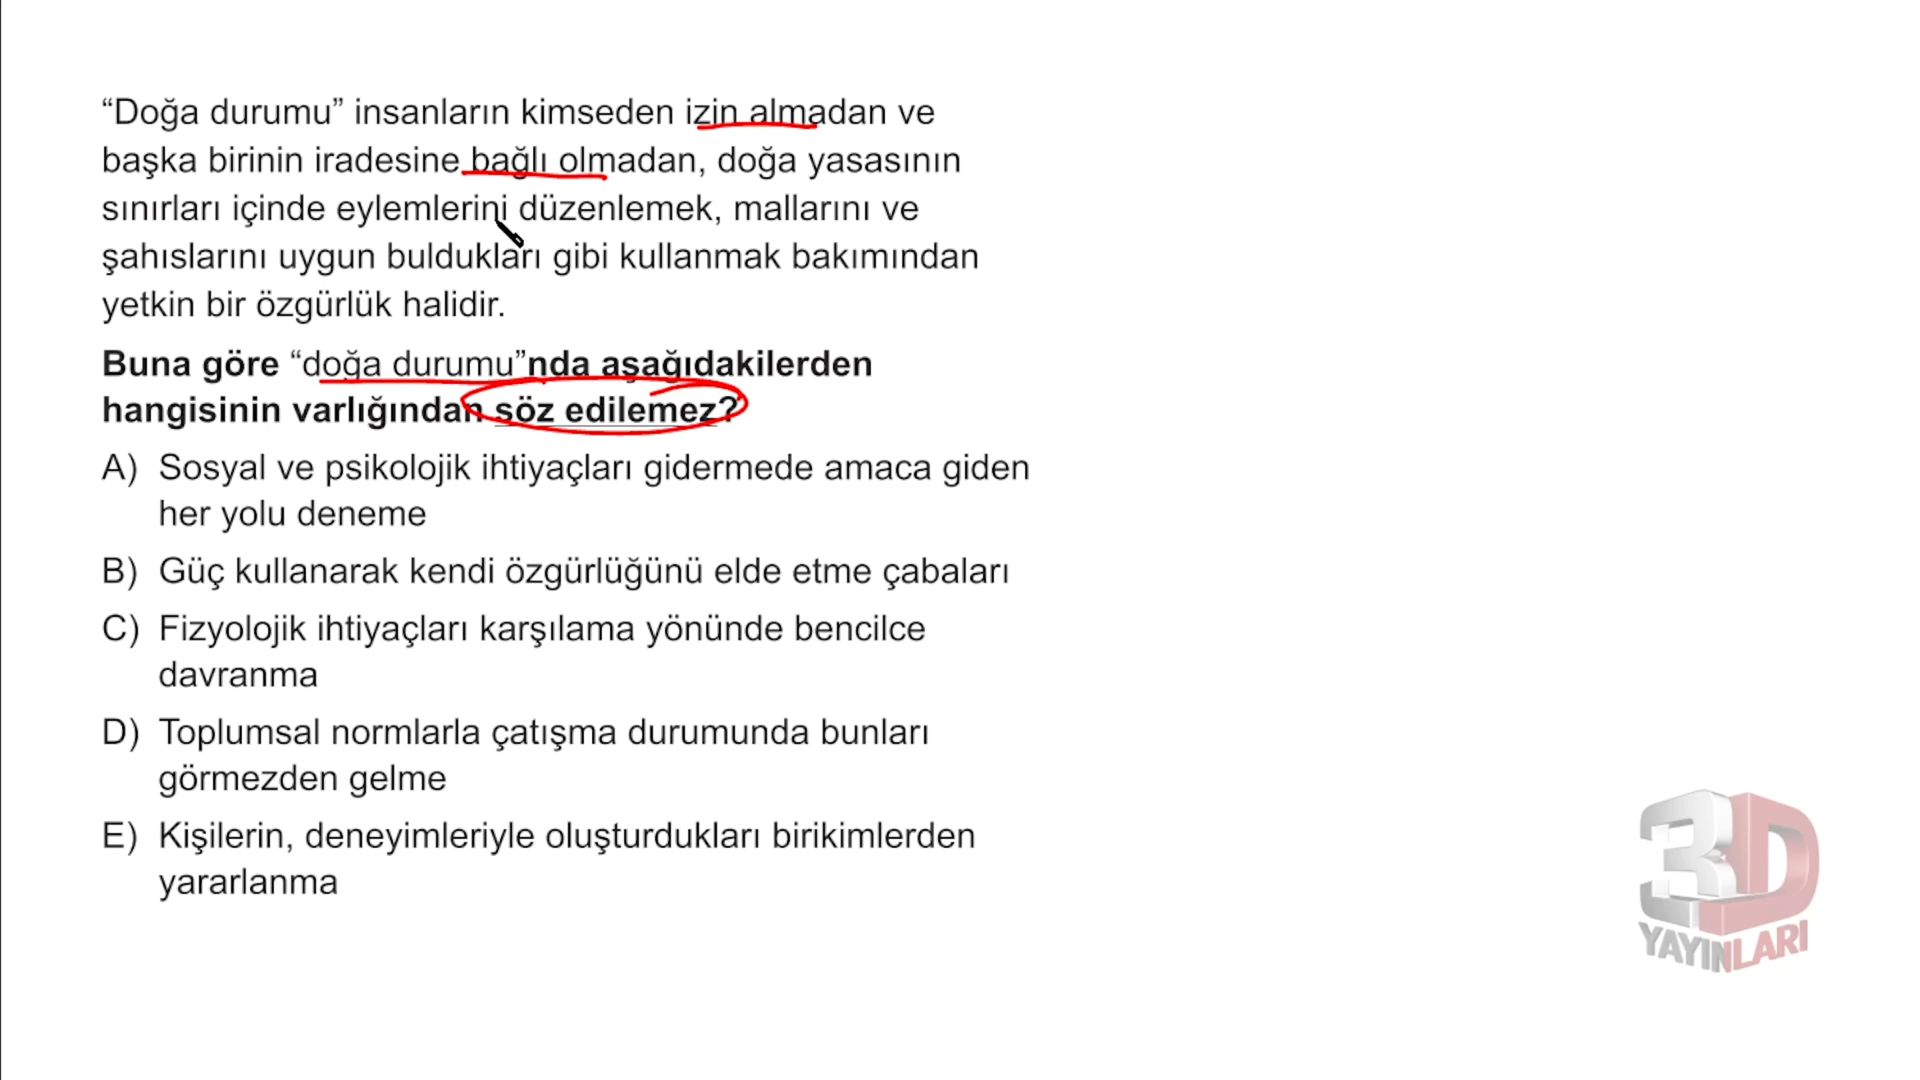 “Doğa durumu” insanların kimseden izin almadan ve
başka birinin iradesine bağlı olmadan, doğa yasasının
sınırları içinde eylemlerini düzenlemek, mallarını ve
şahıslarını uygun buldukları gibi kullanmak bakımından
yetkin bir özgürlük halidir.
Buna göre “doğa durumu”nda aşağıdakilerden
hangisinin varlığından söz edilemez?
A) Sosyal ve psikolojik ihtiyaçları gidermede amaca giden
her yolu deneme
B) Güç kullanarak kendi özgürlüğünü elde etme çabaları
C) Fizyolojik ihtiyaçları karşılama yönünde bencilce
davranma
D) Toplumsal normlarla çatışma durumunda bunları
görmezden gelme
E) Kişilerin, deneyimleriyle oluşturdukları birikimlerden
yararlanma
3D
YAYINLARI